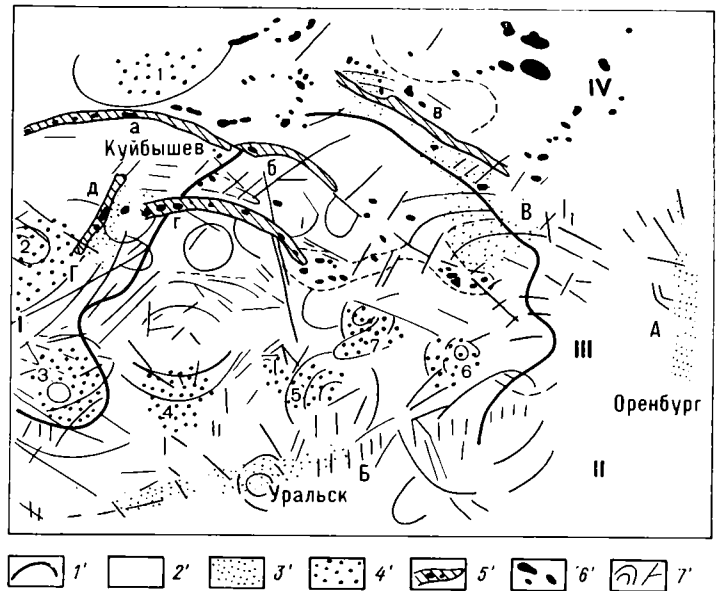 1
IV
а
в
Куйбышев
б
д
В
г
2
Г
I
А
7
III
3
6
5
4
Оренбург
Б
II
Уральск
1' 2' 3' 4' 5' 6' 7'